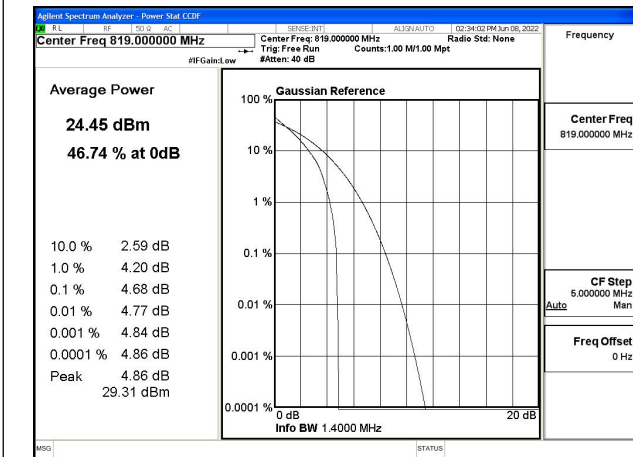 Agilent Spectrum Analyzer - Power Stat CCDF
LXI RL RF 50 Ω AC SENSE:INT ALIGN AUTO 02:34:02 PM Jun 08, 2022
Center Freq 819.000000 MHz
#IFGain:Low
Center Freq: 819.000000 MHz Radio Std: None
Trig: Free Run Counts:1.00 M/1.00 Mpt
#Atten: 40 dB
Frequency
Average Power
24.45 dBm
46.74 % at 0dB
10.0 % 2.59 dB
1.0 % 4.20 dB
0.1 % 4.68 dB
0.01 % 4.77 dB
0.001 % 4.84 dB
0.0001 % 4.86 dB
Peak 4.86 dB
29.31 dBm
Gaussian Reference
100 %
10 %
1 %
0.1 %
0.01 %
0.001 %
0.0001 %
0 dB 20 dB
Info BW 1.4000 MHz
Center Freq
819.000000 MHz
CF Step
5.000000 MHz
Auto Man
Freq Offset
0 Hz
MSG STATUS